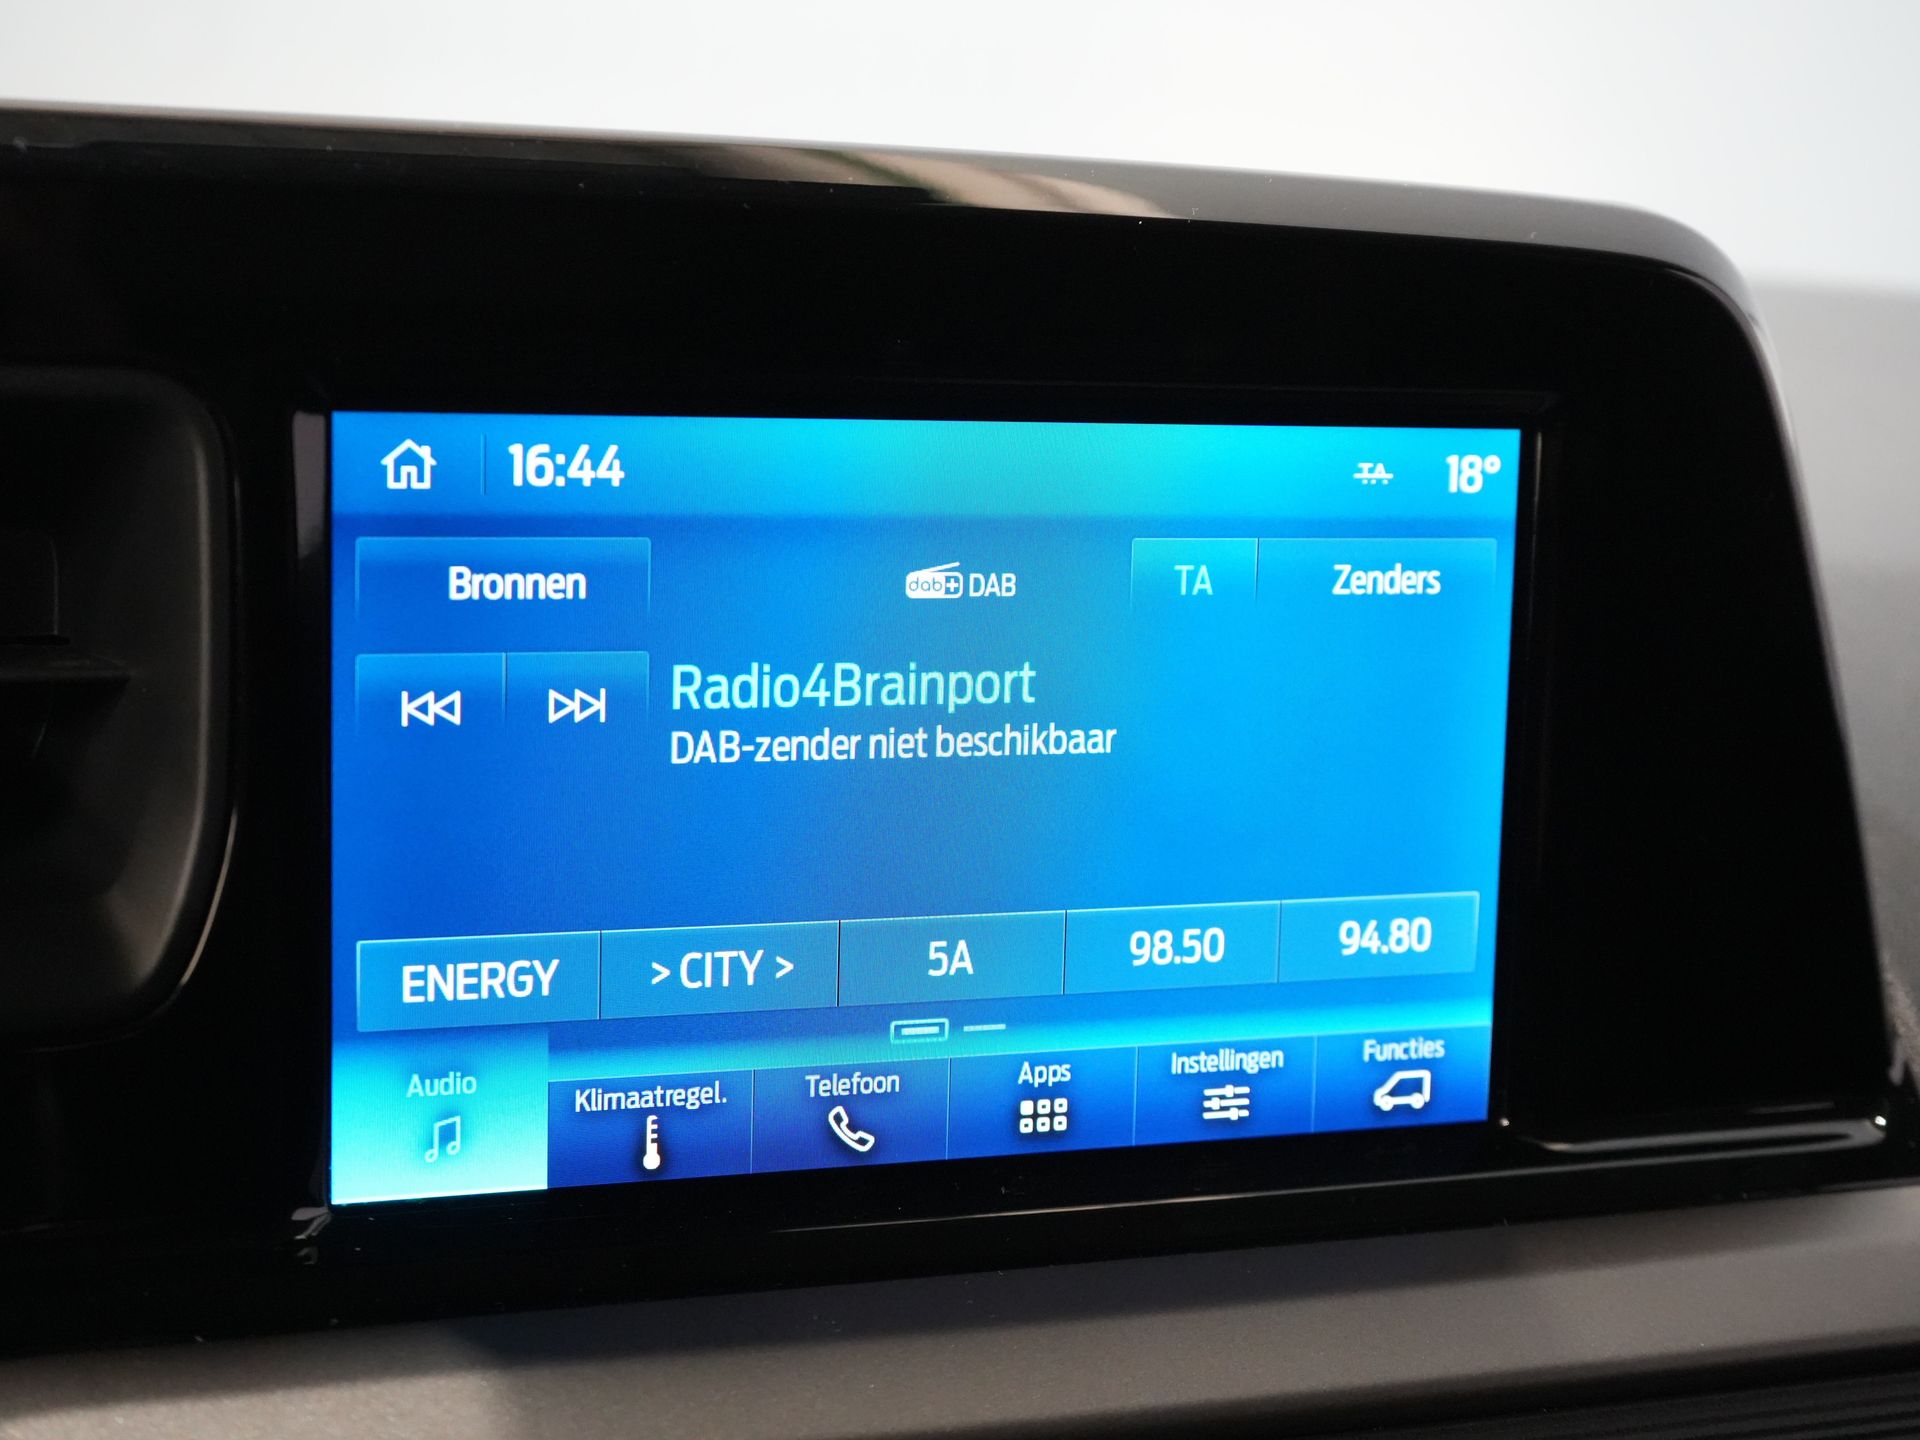 16:44
TA
18°
Bronnen
dab+ DAB
TA
Zenders
Radio4Brainport
DAB-zender niet beschikbaar
ENERGY
> CITY >
5A
98.50
94.80
Audio
Klimaatregel.
Telefoon
Apps
Instellingen
Functies